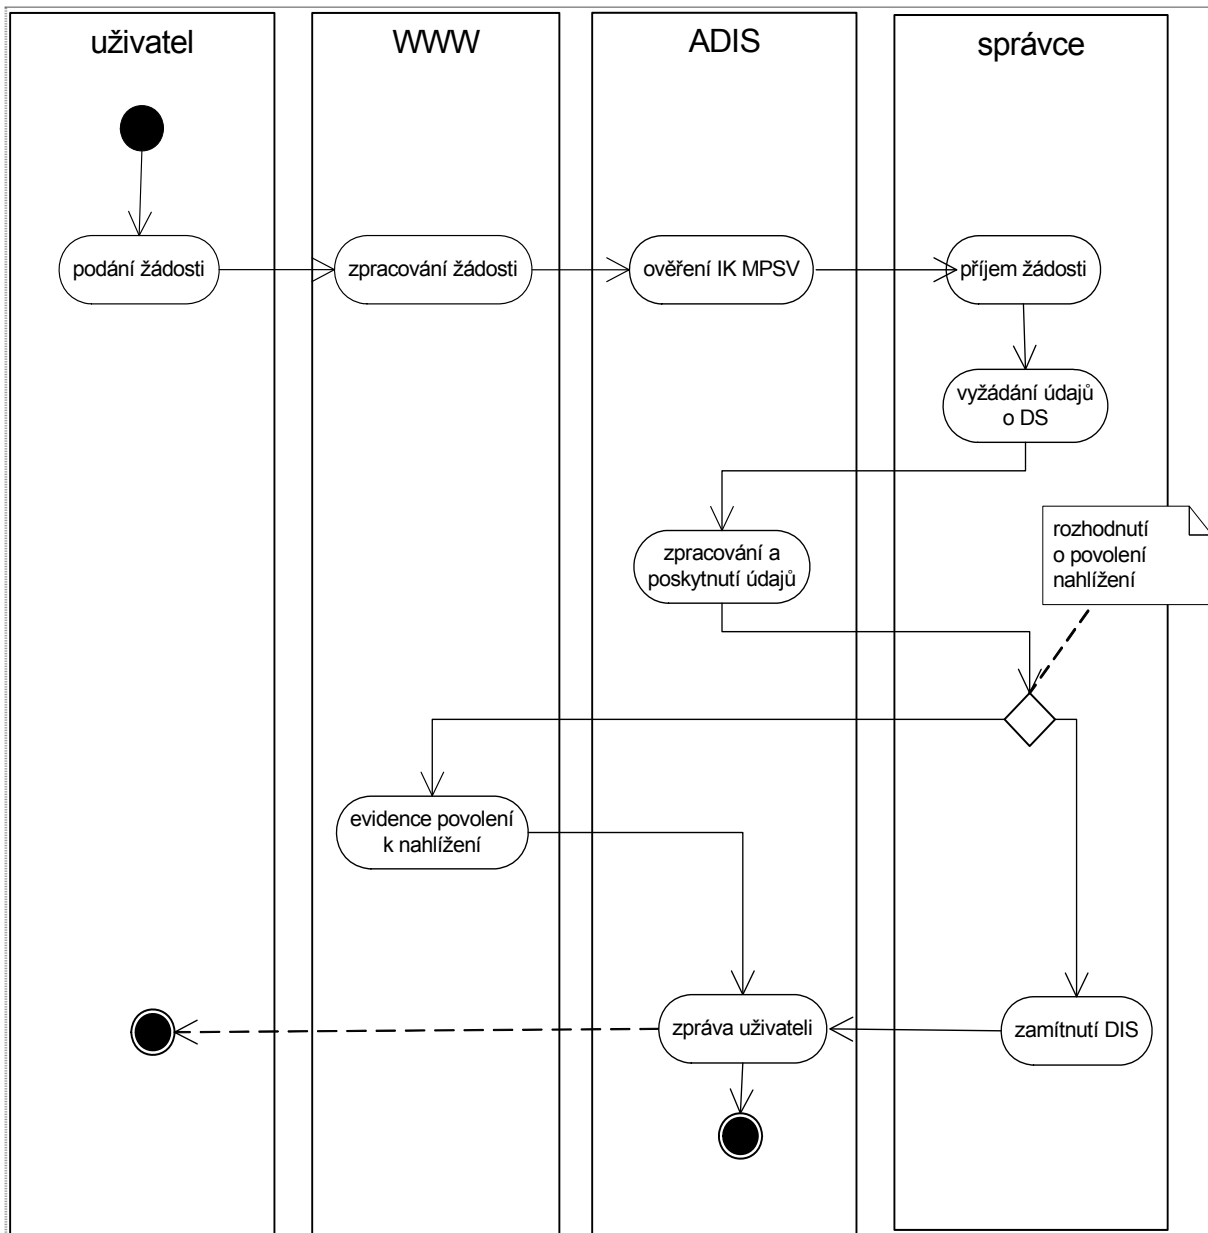 uživatel
WWW
ADIS
správce
podání žádosti
zpracování žádosti
ověření IK MPSV
příjem žádosti
vyžádání údajů
o DS
rozhodnutí
o povolení
nahlížení
zpracování a
poskytnutí údajů
evidence povolení
k nahlížení
zpráva uživateli
zamítnutí DIS